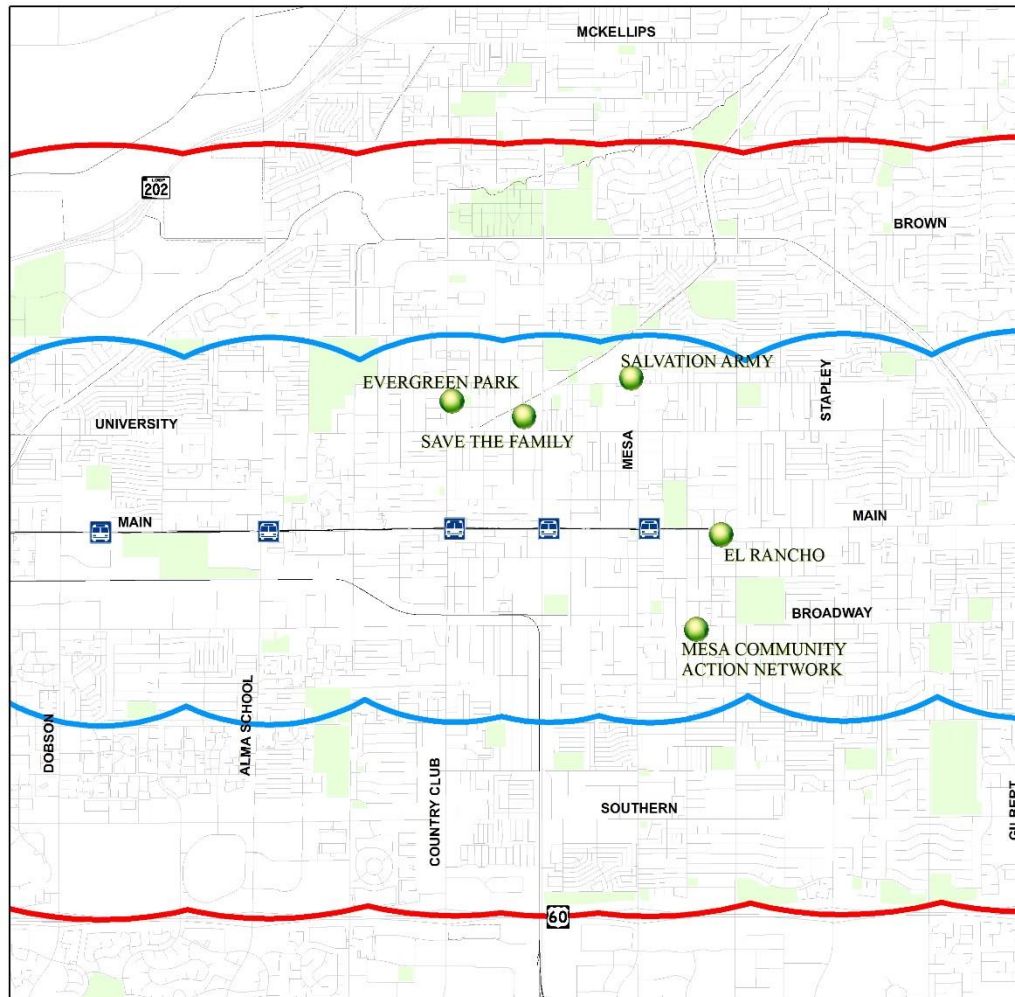 MCKELLIPS
LOOP
202
BROWN
SALVATION ARMY
EVERGREEN PARK
STAPLEY
UNIVERSITY
SAVE THE FAMILY
MESA
MAIN
MAIN
EL RANCHO
BROADWAY
MESA COMMUNITY
ACTION NETWORK
DOBSON
ALMA SCHOOL
COUNTRY CLUB
SOUTHERN
GILBERT
60